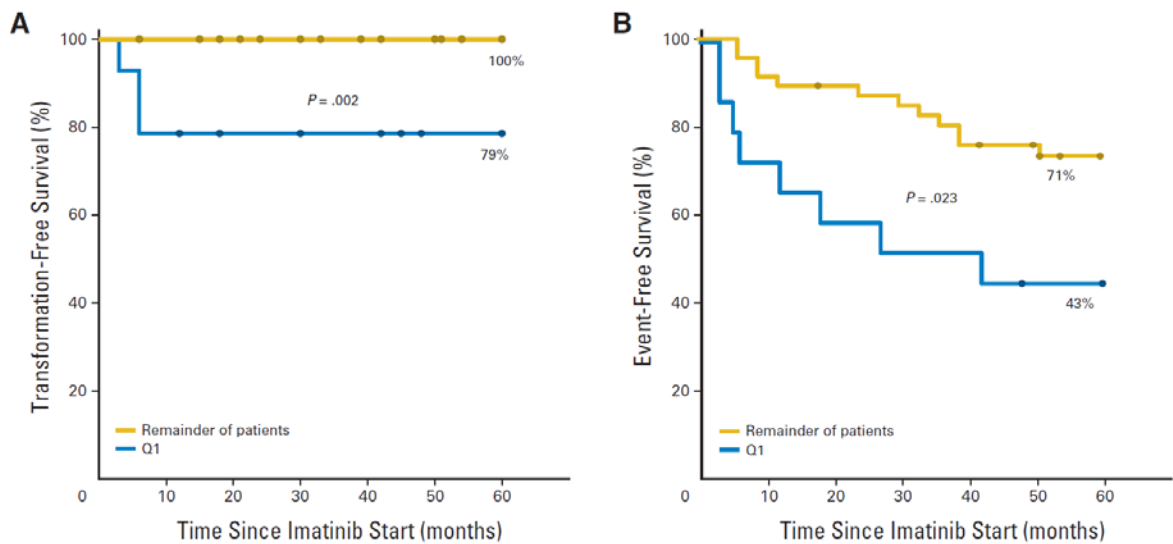 A
Transformation-Free Survival (%)
100
80
60
40
20
0
10
20
30
40
50
60
100%
P = .002
79%
Remainder of patients
Q1
Time Since Imatinib Start (months)
B
Event-Free Survival (%)
100
80
60
40
20
0
10
20
30
40
50
60
71%
P = .023
43%
Remainder of patients
Q1
Time Since Imatinib Start (months)